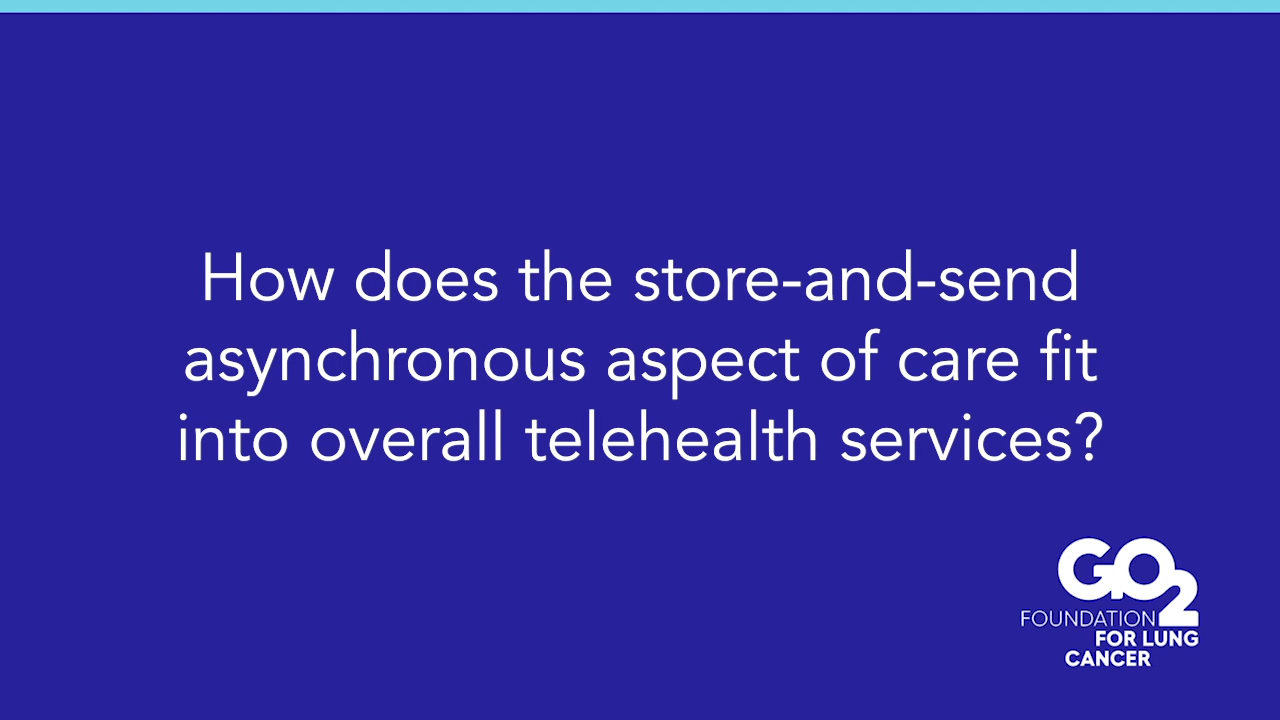 How does the store-and-send
asynchronous aspect of care fit
into overall telehealth services?
GO2
FOUNDATION
FOR LUNG
CANCER